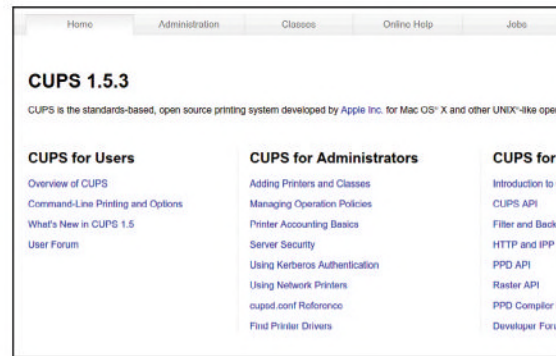 Home Administration Classes Online Help Jobs
CUPS 1.5.3
CUPS is the standards-based, open source printing system developed by Apple Inc. for Mac OS® X and other UNIX®-like ope
CUPS for Users
Overview of CUPS
Command-Line Printing and Options
What's New in CUPS 1.5
User Forum
CUPS for Administrators
Adding Printers and Classes
Managing Operation Policies
Printer Accounting Basics
Server Security
Using Kerberos Authentication
Using Network Printers
cupsd.conf Reference
Find Printer Drivers
CUPS for
Introduction to
CUPS API
Filter and Back
HTTP and IPP
PPD API
Raster API
PPD Compiler
Developer Foru